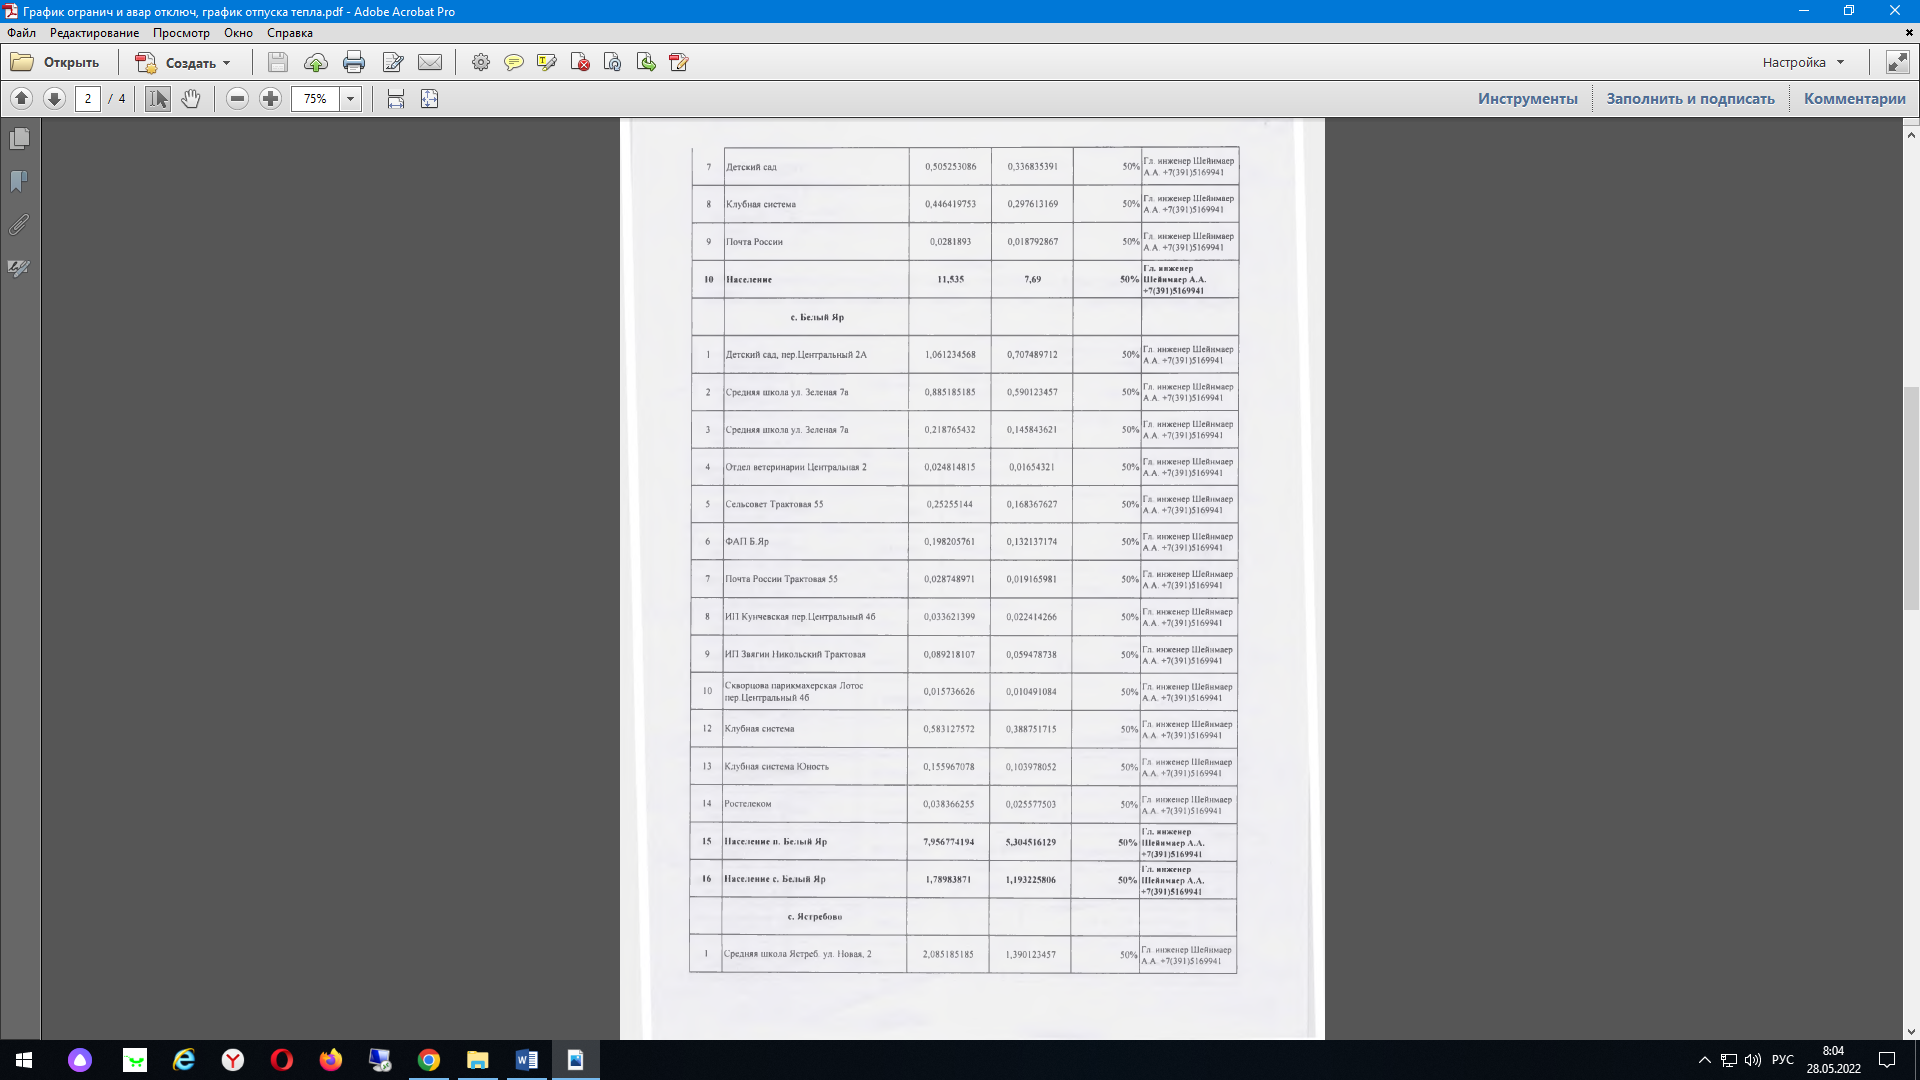 График огранич и авар отключ, график отпуска тепла.pdf - Adobe Acrobat Pro
Файл Редактирование Просмотр Окно Справка
Открыть Создать Настройка
2 / 4 75% Инструменты Заполнить и подписать Комментарии
7 Детский сад 0,505253086 0,336835391 50% Гл. инженер Шейнмаер А.А. +7(391)5169941
8 Клубная система 0,446419753 0,297613169 50% Гл. инженер Шейнмаер А.А. +7(391)5169941
9 Почта России 0,0281893 0,018792867 50% Гл. инженер Шейнмаер А.А. +7(391)5169941
10 Население 11,535 7,69 50% Гл. инженер Шейнмаер А.А. +7(391)5169941
с. Белый Яр
1 Детский сад, пер.Центральный 2А 1,061234568 0,707489712 50% Гл. инженер Шейнмаер А.А. +7(391)5169941
2 Средняя школа ул. Зеленая 7а 0,885185185 0,590123457 50% Гл. инженер Шейнмаер А.А. +7(391)5169941
3 Средняя школа ул. Зеленая 7а 0,218765432 0,145843621 50% Гл. инженер Шейнмаер А.А. +7(391)5169941
4 Отдел ветеринарии Центральная 2 0,024814815 0,01654321 50% Гл. инженер Шейнмаер А.А. +7(391)5169941
5 Сельсовет Трактовая 55 0,25255144 0,168367627 50% Гл. инженер Шейнмаер А.А. +7(391)5169941
6 ФАП Б.Яр 0,198205761 0,132137174 50% Гл. инженер Шейнмаер А.А. +7(391)5169941
7 Почта России Трактовая 55 0,028748971 0,019165981 50% Гл. инженер Шейнмаер А.А. +7(391)5169941
8 ИП Кунчевская пер.Центральный 4б 0,033621399 0,022414266 50% Гл. инженер Шейнмаер А.А. +7(391)5169941
9 ИП Звягин Никольский Трактовая 0,089218107 0,059478738 50% Гл. инженер Шейнмаер А.А. +7(391)5169941
10 Скворцова парикмахерская Лотос пер.Центральный 4б 0,015736626 0,010491084 50% Гл. инженер Шейнмаер А.А. +7(391)5169941
12 Клубная система 0,583127572 0,388751715 50% Гл. инженер Шейнмаер А.А. +7(391)5169941
13 Клубная система Юность 0,155967078 0,103978052 50% Гл. инженер Шейнмаер А.А. +7(391)5169941
14 Ростелеком 0,038366255 0,025577503 50% Гл. инженер Шейнмаер А.А. +7(391)5169941
15 Население п. Белый Яр 7,956774194 5,304516129 50% Гл. инженер Шейнмаер А.А. +7(391)5169941
16 Население с. Белый Яр 1,78983871 1,193225806 50% Гл. инженер Шейнмаер А.А. +7(391)5169941
с. Ястребово
1 Средняя школа Ястреб. ул. Новая, 2 2,085185185 1,390123457 50% Гл. инженер Шейнмаер А.А. +7(391)5169941
РУС 8:04
28.05.2022